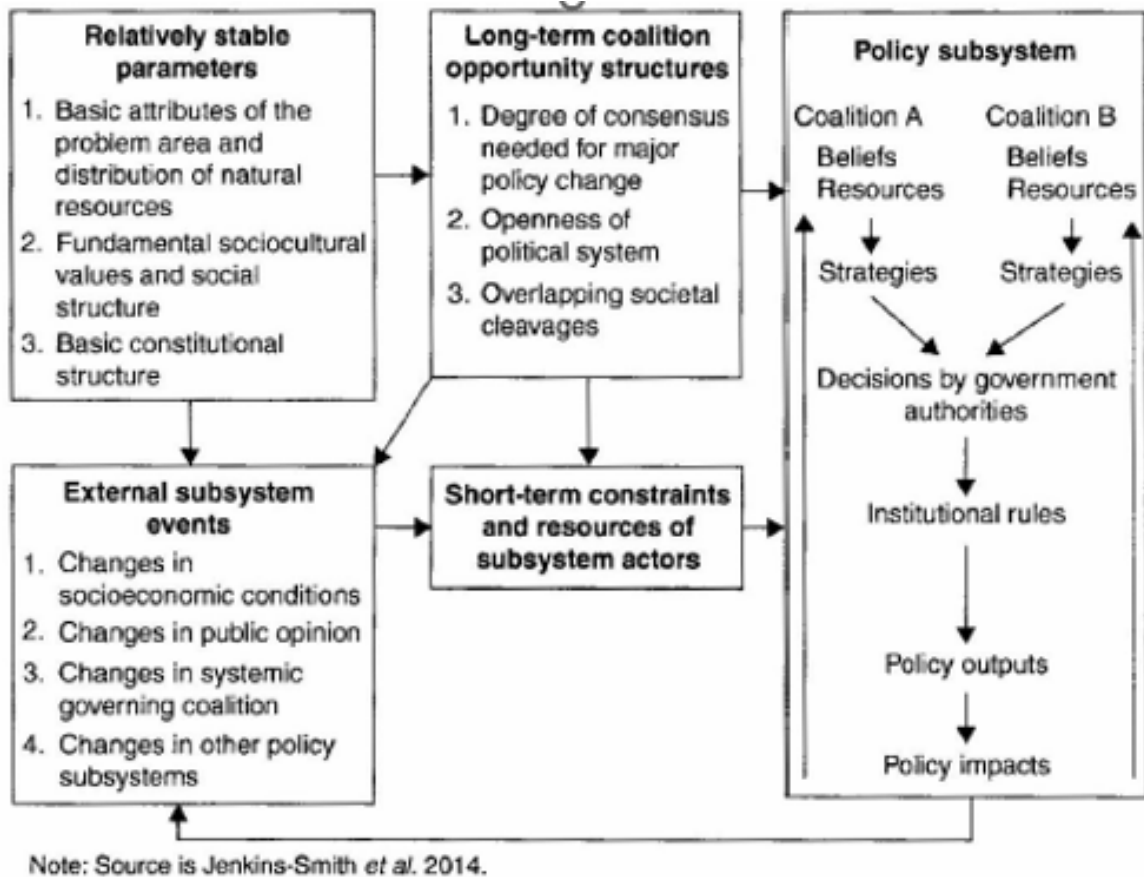 Relatively stable
parameters
1. Basic attributes of the
problem area and
distribution of natural
resources
2. Fundamental sociocultural
values and social
structure
3. Basic constitutional
structure
Long-term coalition
opportunity structures
1. Degree of consensus
needed for major
policy change
2. Openness of
political system
3. Overlapping societal
cleavages
Policy subsystem
Coalition A
Beliefs
Resources
Strategies
Coalition B
Beliefs
Resources
Strategies
Decisions by government
authorities
Institutional rules
Policy outputs
Policy impacts
External subsystem
events
1. Changes in
socioeconomic conditions
2. Changes in public opinion
3. Changes in systemic
governing coalition
4. Changes in other policy
subsystems
Short-term constraints
and resources of
subsystem actors
Note: Source is Jenkins-Smith et al. 2014.